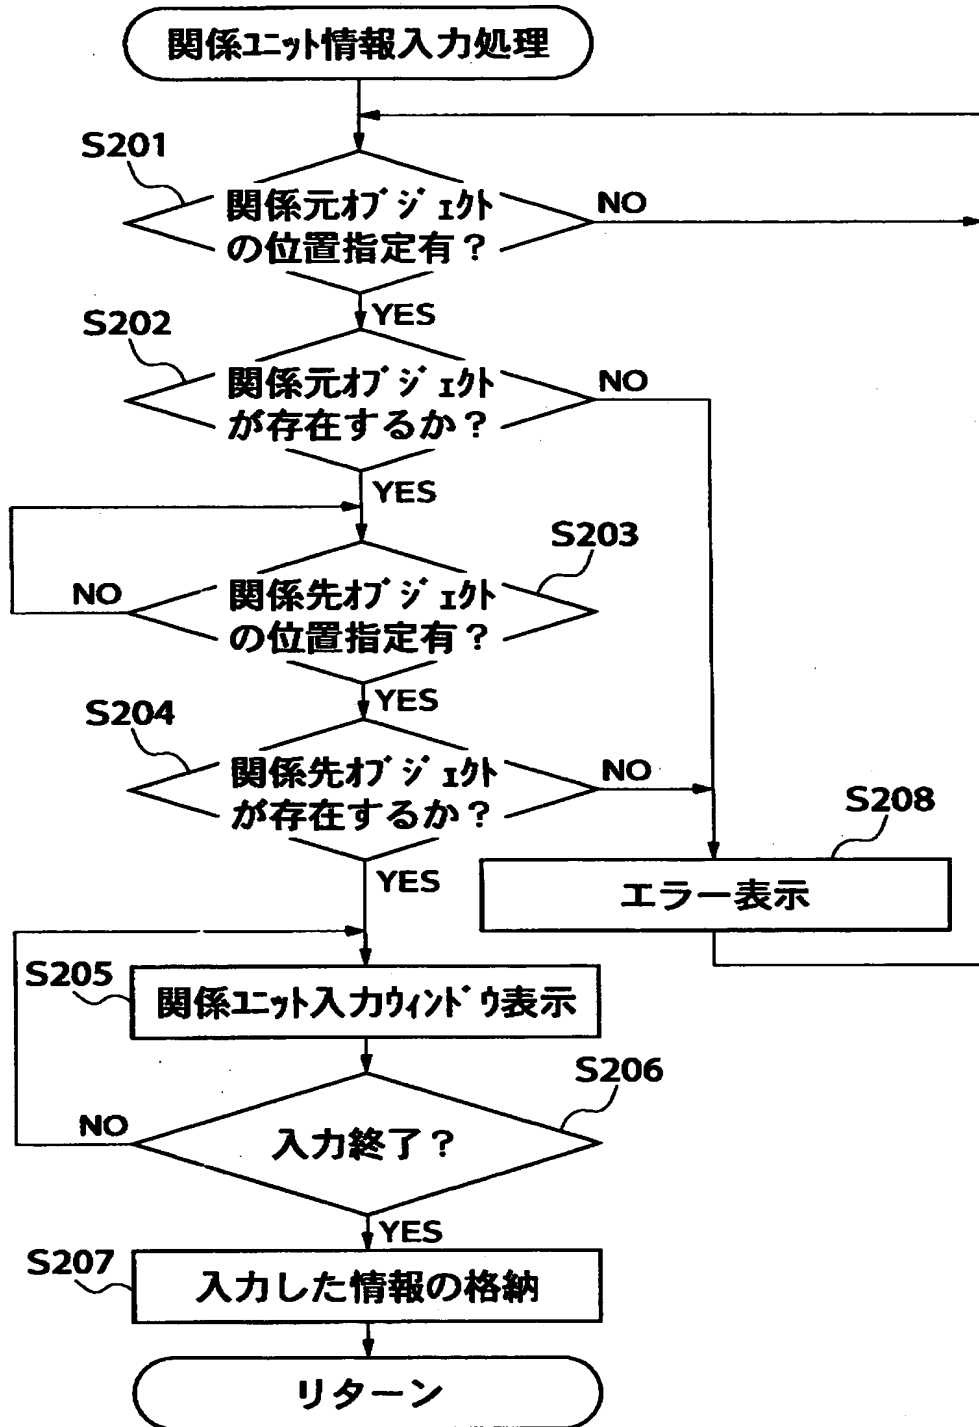 関係ユニット情報入力処理
S201
関係元オブジェクト
の位置指定有？
NO
YES
S202
関係元オブジェクト
が存在するか？
NO
YES
S203
関係先オブジェクト
の位置指定有？
NO
YES
S204
関係先オブジェクト
が存在するか？
NO
YES
S208
エラー表示
S205
関係ユニット入力ウィンドウ表示
S206
入力終了？
NO
YES
S207
入力した情報の格納
リターン